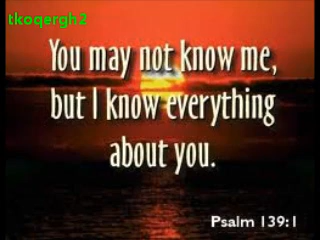 tkoqergh2
You may not know me,
but I know everything
about you.
Psalm 139:1